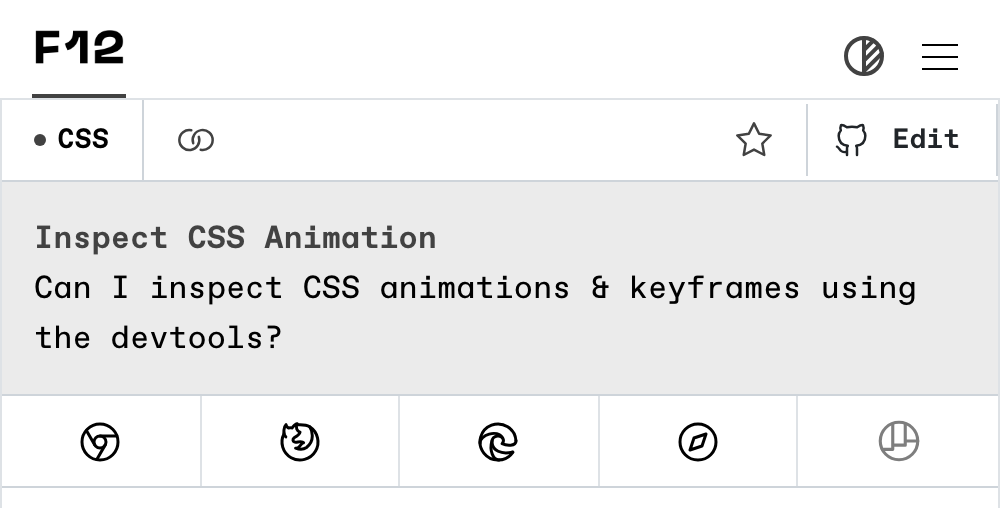 F12
CSS
Edit
Inspect CSS Animation
Can I inspect CSS animations & keyframes using
the devtools?